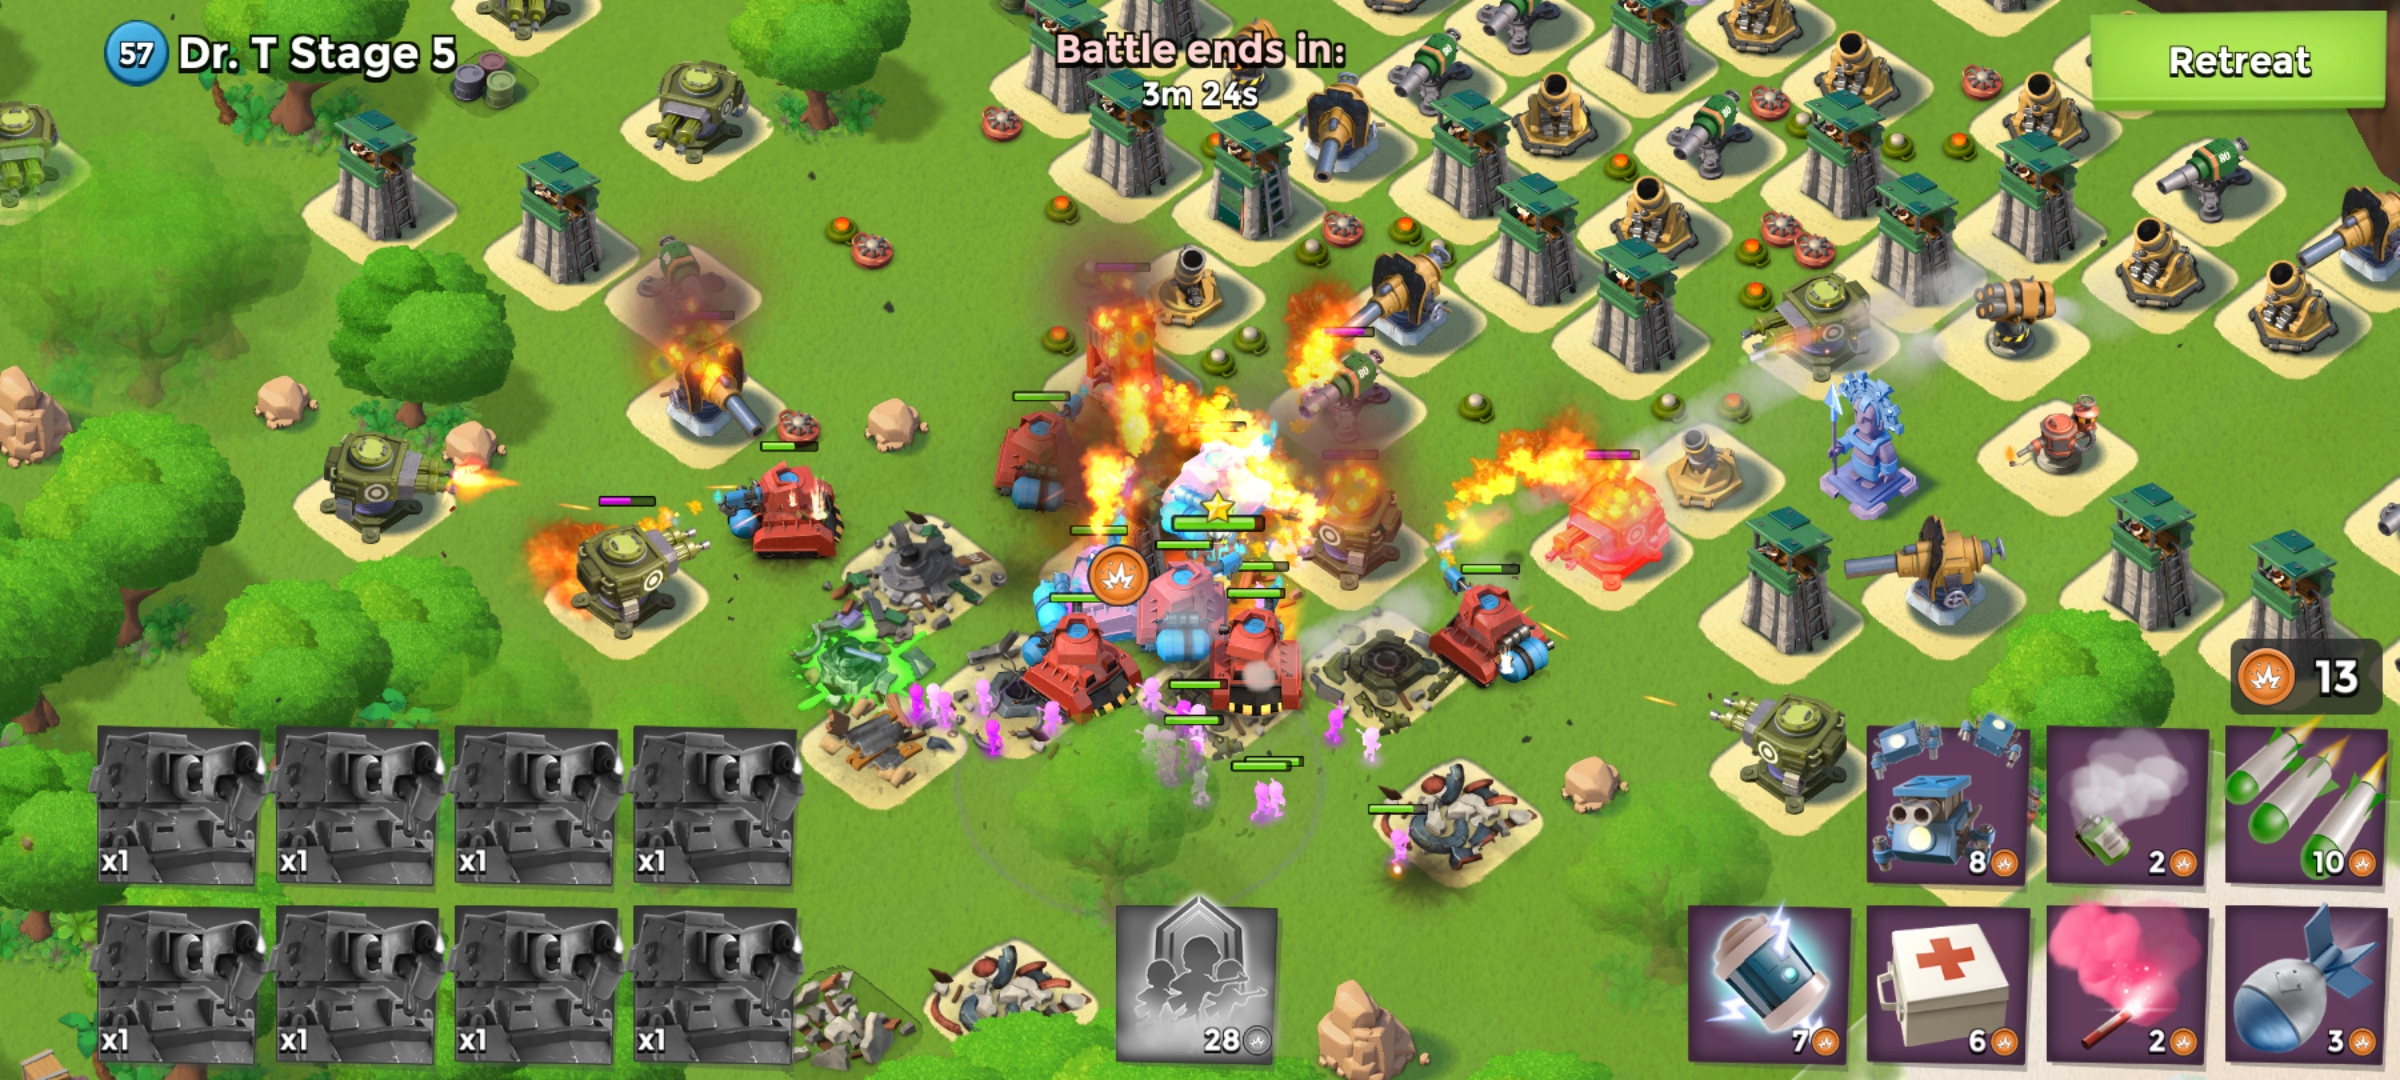 57 Dr. T Stage 5
Battle ends in:
3m 24s
Retreat
13
x1 x1 x1 x1
8 2 10
x1 x1 x1 x1
28
7 6 2 3